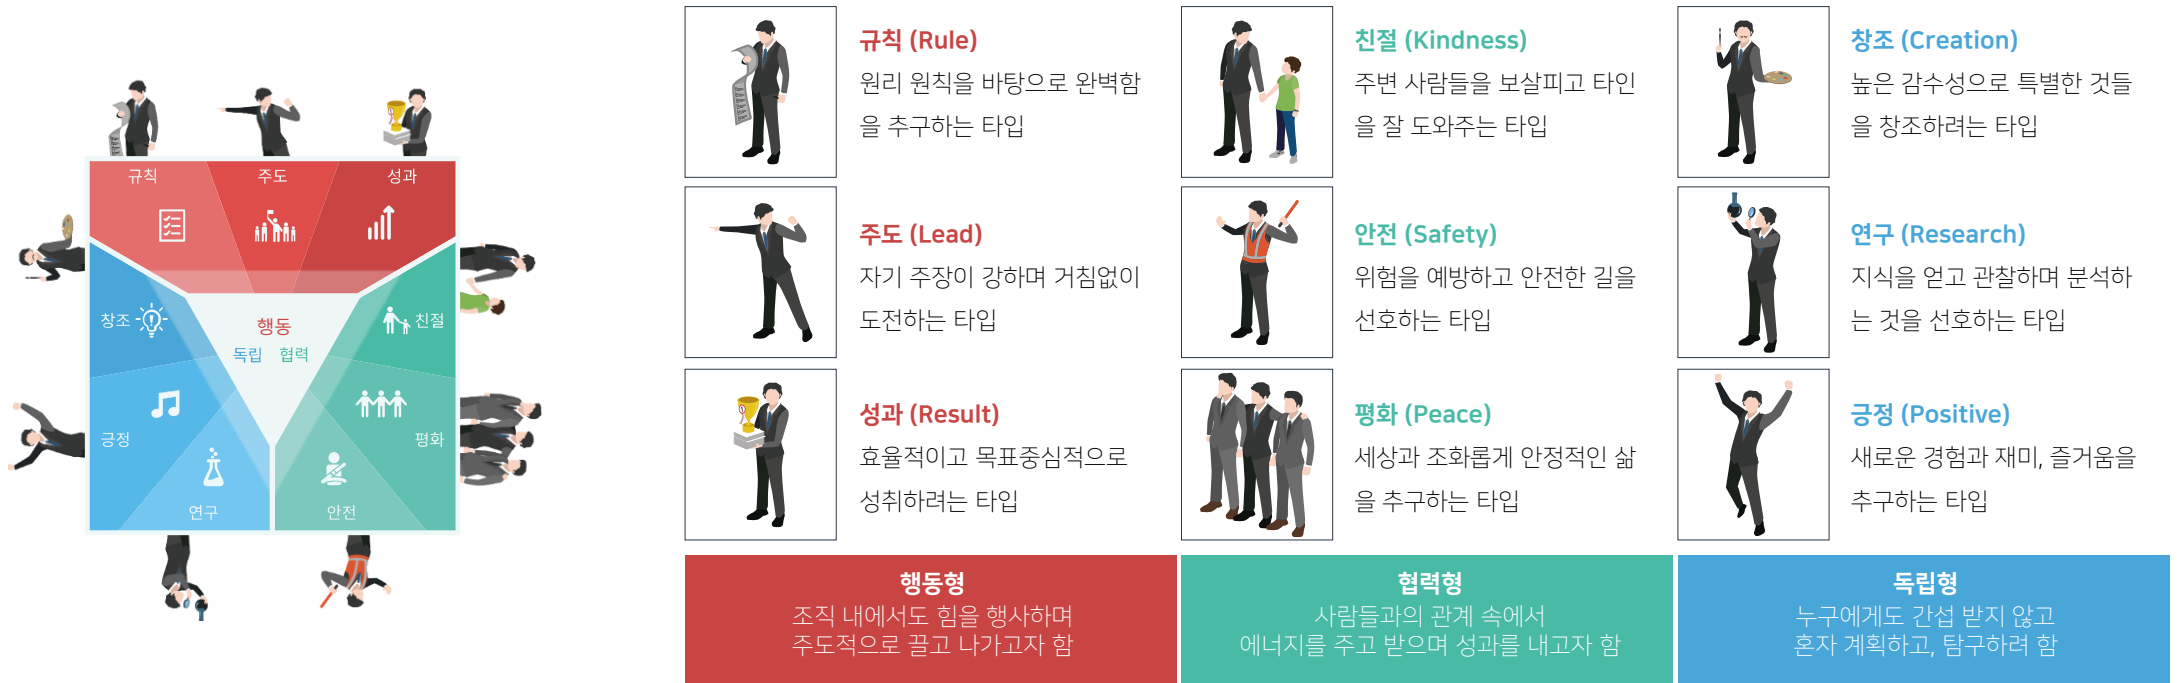 규칙
주도
성과
창조
친절
행동
독립 협력
긍정
평화
연구
안전
규칙 (Rule)
원리 원칙을 바탕으로 완벽함
을 추구하는 타입
주도 (Lead)
자기 주장이 강하며 거침없이
도전하는 타입
성과 (Result)
효율적이고 목표중심적으로
성취하려는 타입
행동형
조직 내에서도 힘을 행사하며
주도적으로 끌고 나가고자 함
친절 (Kindness)
주변 사람들을 보살피고 타인
을 잘 도와주는 타입
안전 (Safety)
위험을 예방하고 안전한 길을
선호하는 타입
평화 (Peace)
세상과 조화롭게 안정적인 삶
을 추구하는 타입
협력형
사람들과의 관계 속에서
에너지를 주고 받으며 성과를 내고자 함
창조 (Creation)
높은 감수성으로 특별한 것들
을 창조하려는 타입
연구 (Research)
지식을 얻고 관찰하며 분석하
는 것을 선호하는 타입
긍정 (Positive)
새로운 경험과 재미, 즐거움을
추구하는 타입
독립형
누구에게도 간섭 받지 않고
혼자 계획하고, 탐구하려 함